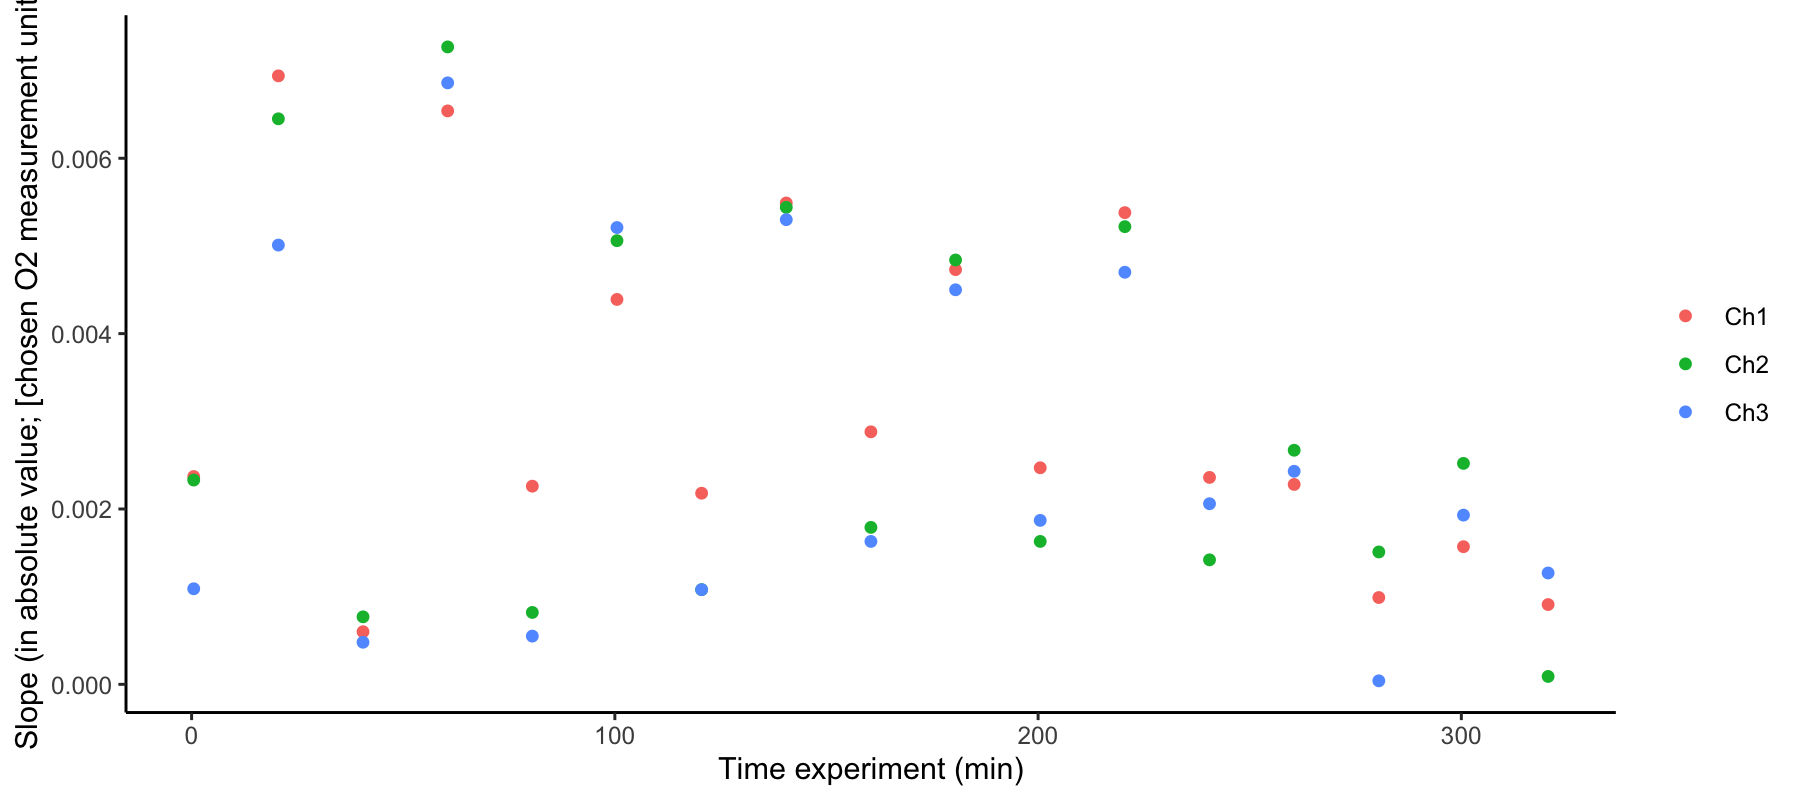 Slope (in absolute value; [chosen O2 measurement unit
0.006
0.004
0.002
0.000
0 100 200 300
Time experiment (min)
Ch1
Ch2
Ch3